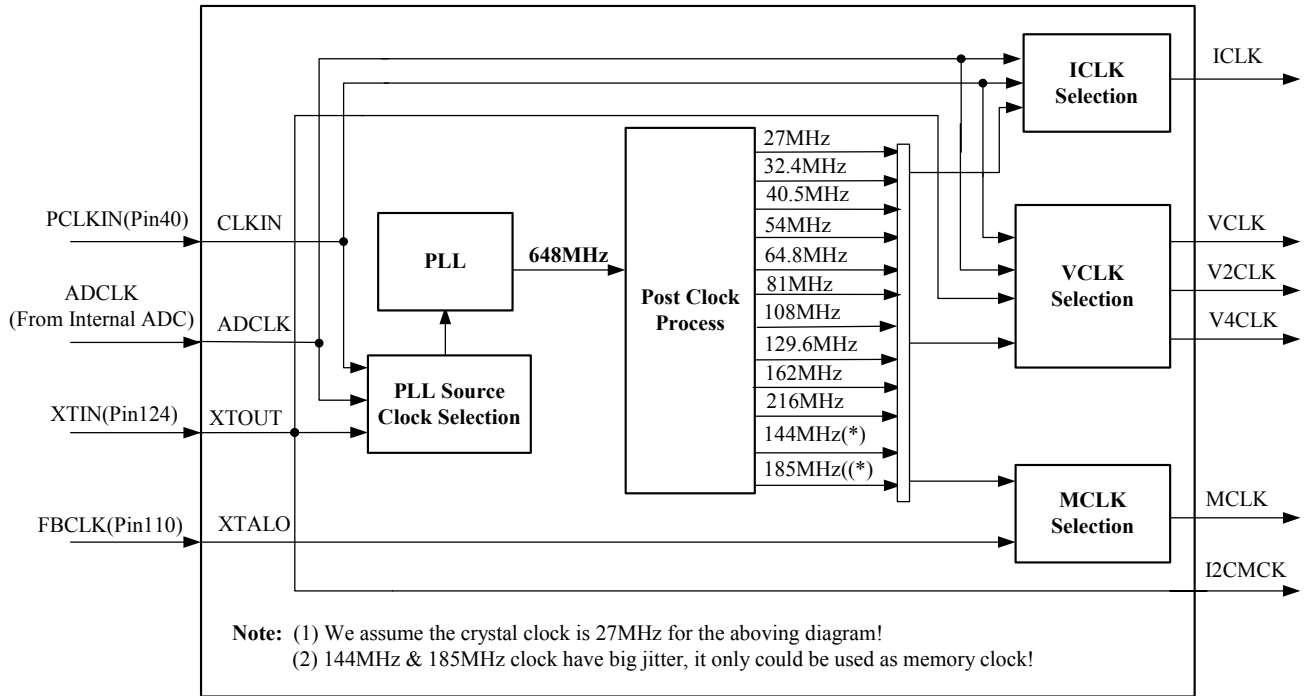 ICLK
Selection
ICLK
27MHz
32.4MHz
40.5MHz
54MHz
64.8MHz
81MHz
108MHz
129.6MHz
162MHz
216MHz
144MHz(*)
185MHz((*)
PCLKIN(Pin40)
CLKIN
ADCLK
(From Internal ADC)
ADCLK
XTIN(Pin124)
XTOUT
FBCLK(Pin110)
XTALO
PLL
648MHz
PLL Source
Clock Selection
Post Clock
Process
VCLK
Selection
VCLK
V2CLK
V4CLK
MCLK
Selection
MCLK
I2CMCK
Note: (1) We assume the crystal clock is 27MHz for the aboving diagram!
(2) 144MHz & 185MHz clock have big jitter, it only could be used as memory clock!